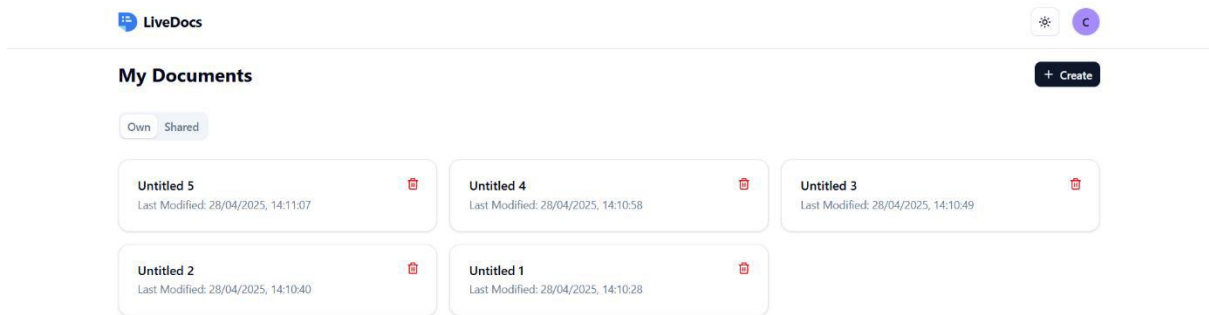 LiveDocs
C
My Documents
+ Create
Own Shared
Untitled 5
Last Modified: 28/04/2025, 14:11:07
Untitled 4
Last Modified: 28/04/2025, 14:10:58
Untitled 3
Last Modified: 28/04/2025, 14:10:49
Untitled 2
Last Modified: 28/04/2025, 14:10:40
Untitled 1
Last Modified: 28/04/2025, 14:10:28